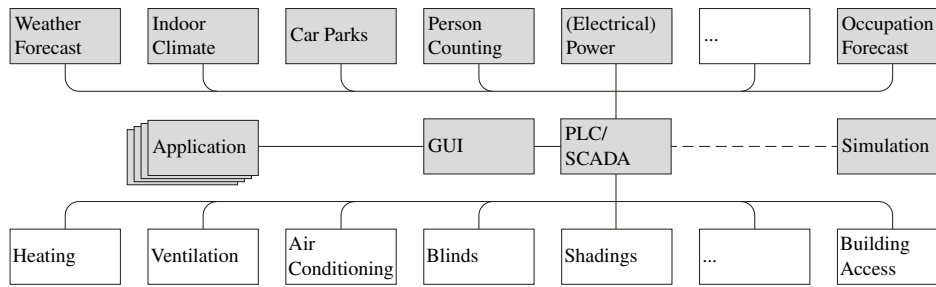 Weather
Forecast
Indoor
Climate
Car Parks
Person
Counting
(Electrical)
Power
...
Occupation
Forecast
Application
GUI
PLC/
SCADA
Simulation
Heating
Ventilation
Air
Conditioning
Blinds
Shadings
...
Building
Access